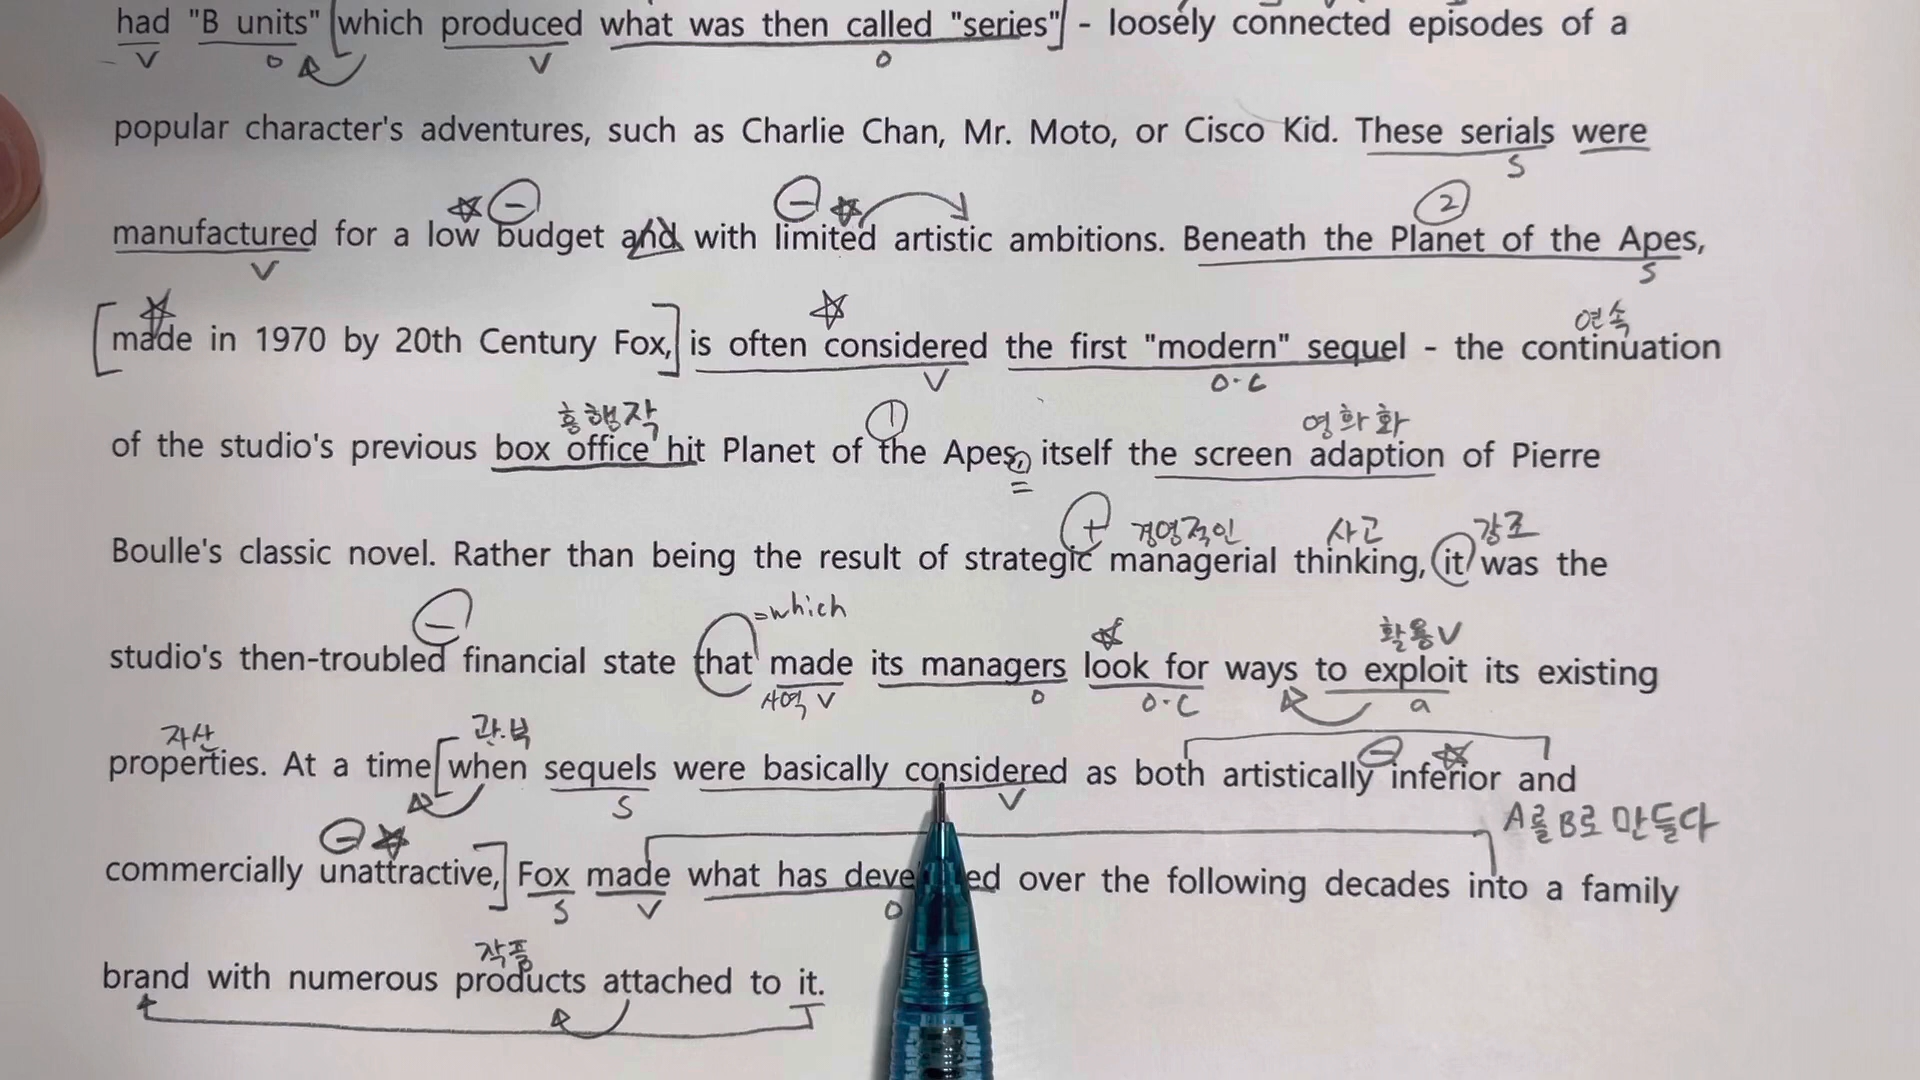 had "B units" which produced what was then called "series" - loosely connected episodes of a
V O V O
popular character's adventures, such as Charlie Chan, Mr. Moto, or Cisco Kid. These serials were
S
manufactured for a low budget and with limited artistic ambitions. Beneath the Planet of the Apes,
②
V S
made in 1970 by 20th Century Fox, is often considered the first "modern" sequel - the continuation
연속
V O·C
흥행작 ① 영화화
of the studio's previous box office hit Planet of the Apes, itself the screen adaption of Pierre
+ 경영적인 사고 강조
Boulle's classic novel. Rather than being the result of strategic managerial thinking, it was the
=which
활용V
studio's then-troubled financial state that made its managers look for ways to exploit its existing
사역 V O O·C a
자산 관·부
properties. At a time when sequels were basically considered as both artistically inferior and
S V A를 B로 만들다
commercially unattractive, Fox made what has deve ed over the following decades into a family
S V O
작품
brand with numerous products attached to it.